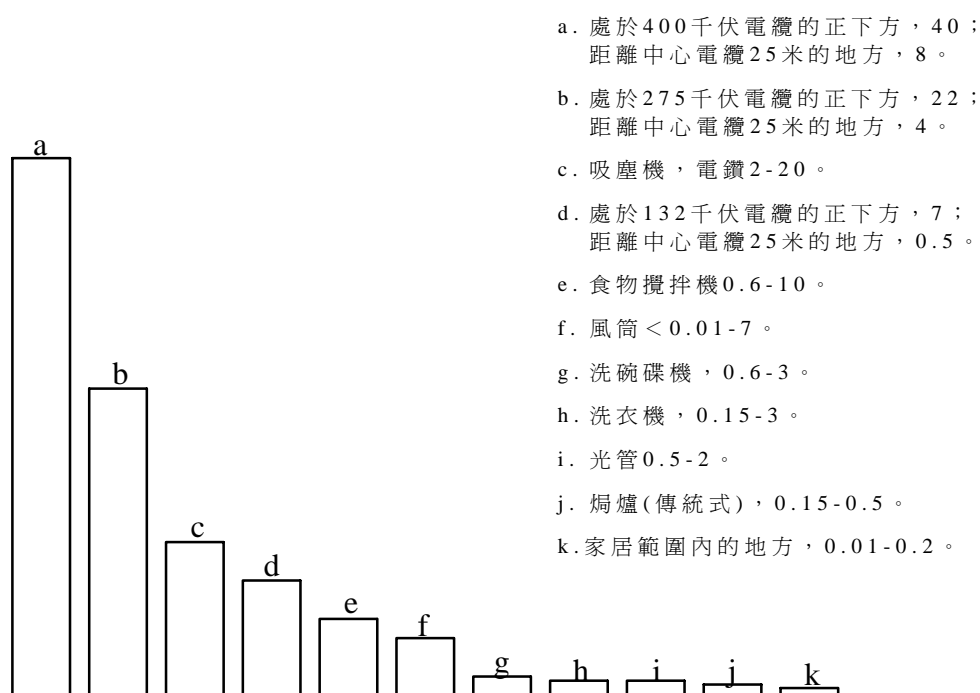 a. 處於400千伏電纜的正下方，40；
距離中心電纜25米的地方，8。
b. 處於275千伏電纜的正下方，22；
距離中心電纜25米的地方，4。
c. 吸塵機，電鑽2-20。
d. 處於132千伏電纜的正下方，7；
距離中心電纜25米的地方，0.5。
e. 食物攪拌機0.6-10。
f. 風筒＜0.01-7。
g. 洗碗碟機，0.6-3。
h. 洗衣機，0.15-3。
i. 光管0.5-2。
j. 焗爐(傳統式)，0.15-0.5。
k.家居範圍內的地方，0.01-0.2。
a
b
c
d
e
f
g
h
i
j
k